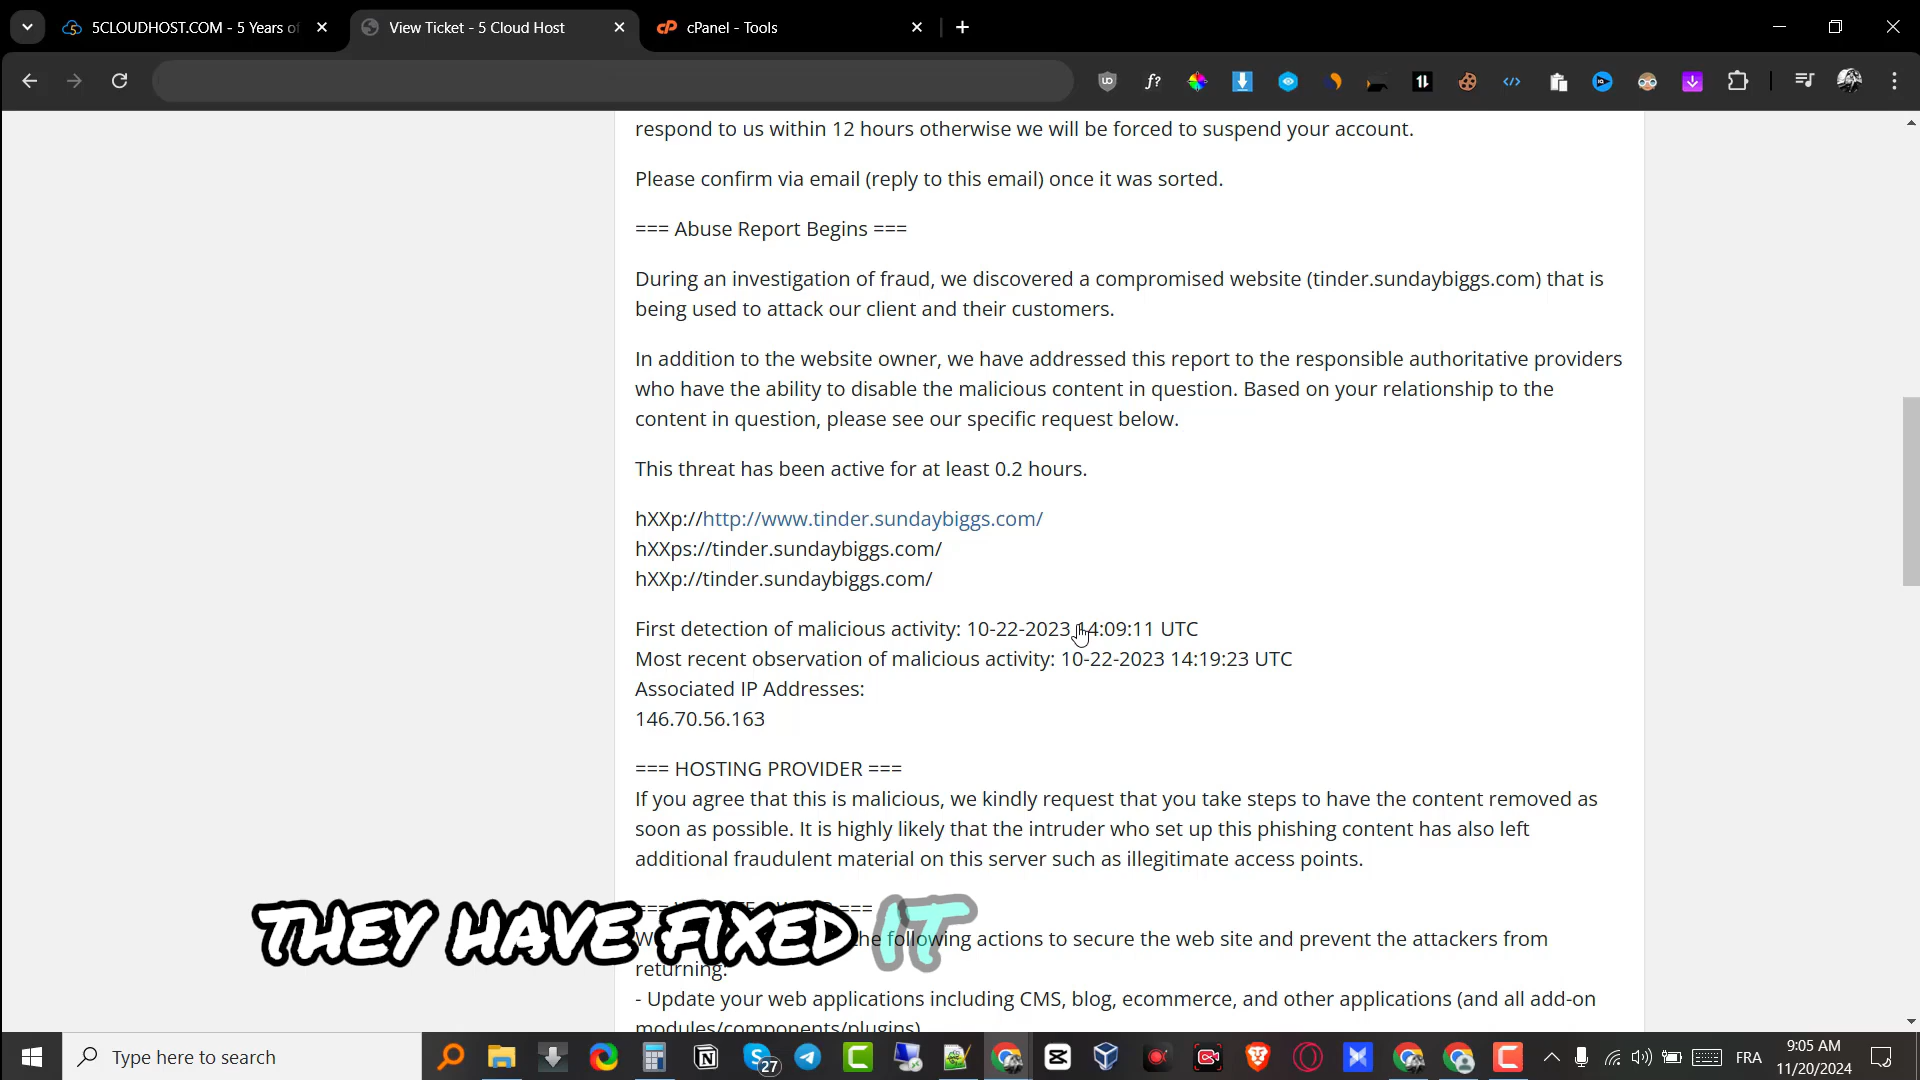 5CLOUDHOST.COM - 5 Years of
View Ticket - 5 Cloud Host
cPanel - Tools
respond to us within 12 hours otherwise we will be forced to suspend your account.
Please confirm via email (reply to this email) once it was sorted.
=== Abuse Report Begins ===
During an investigation of fraud, we discovered a compromised website (tinder.sundaybiggs.com) that is
being used to attack our client and their customers.
In addition to the website owner, we have addressed this report to the responsible authoritative providers
who have the ability to disable the malicious content in question. Based on your relationship to the
content in question, please see our specific request below.
This threat has been active for at least 0.2 hours.
hXXp://http://www.tinder.sundaybiggs.com/
hXXps://tinder.sundaybiggs.com/
hXXp://tinder.sundaybiggs.com/
First detection of malicious activity: 10-22-2023 14:09:11 UTC
Most recent observation of malicious activity: 10-22-2023 14:19:23 UTC
Associated IP Addresses:
146.70.56.163
=== HOSTING PROVIDER ===
If you agree that this is malicious, we kindly request that you take steps to have the content removed as
soon as possible. It is highly likely that the intruder who set up this phishing content has also left
additional fraudulent material on this server such as illegitimate access points.
=== ===
THEY HAVE FIXED IT
the following actions to secure the web site and prevent the attackers from
returning:
- Update your web applications including CMS, blog, ecommerce, and other applications (and all add-on
modules/components/plugins)
Type here to search
27
FRA
9:05 AM
11/20/2024